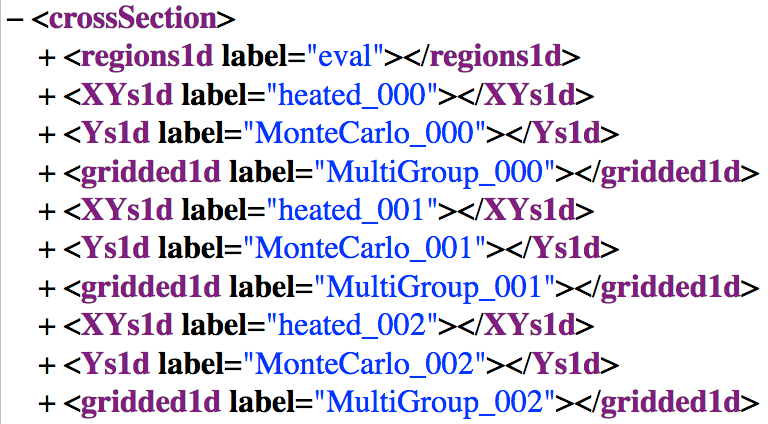 – <crossSection>
+ <regions1d label="eval"></regions1d>
+ <XYs1d label="heated_000"></XYs1d>
+ <Ys1d label="MonteCarlo_000"></Ys1d>
+ <gridded1d label="MultiGroup_000"></gridded1d>
+ <XYs1d label="heated_001"></XYs1d>
+ <Ys1d label="MonteCarlo_001"></Ys1d>
+ <gridded1d label="MultiGroup_001"></gridded1d>
+ <XYs1d label="heated_002"></XYs1d>
+ <Ys1d label="MonteCarlo_002"></Ys1d>
+ <gridded1d label="MultiGroup_002"></gridded1d>